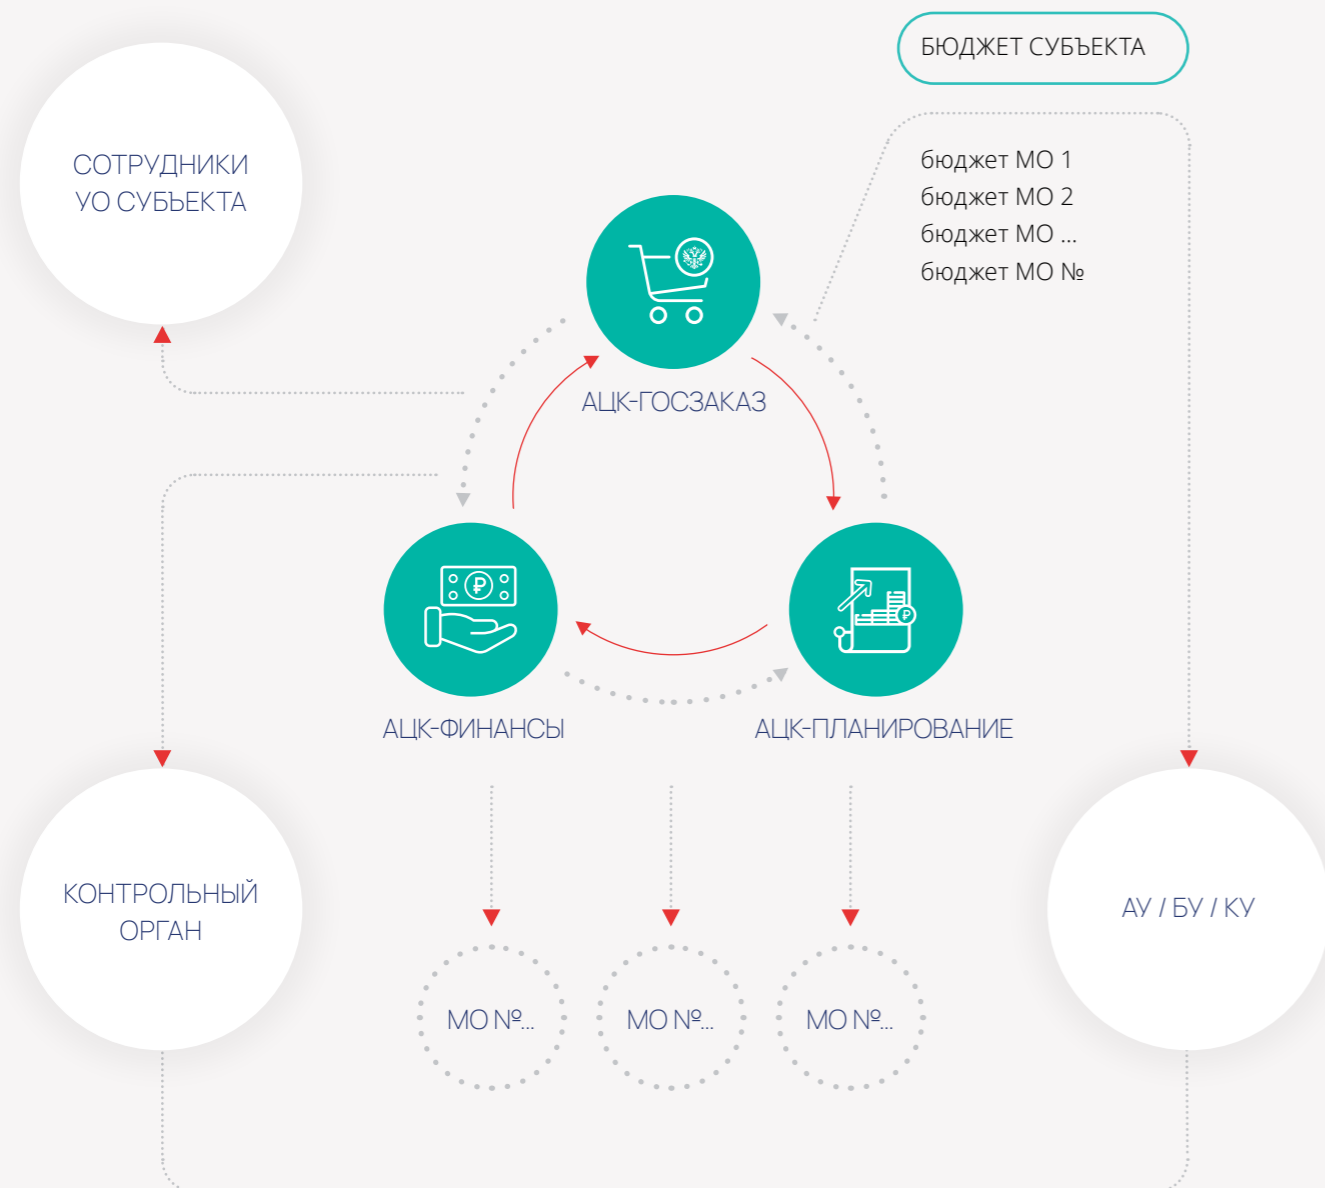 БЮДЖЕТ СУБЪЕКТА
СОТРУДНИКИ
УО СУБЪЕКТА
бюджет МО 1
бюджет МО 2
бюджет МО ...
бюджет МО №
АЦК-ГОСЗАКАЗ
АЦК-ФИНАНСЫ
АЦК-ПЛАНИРОВАНИЕ
КОНТРОЛЬНЫЙ
ОРГАН
АУ / БУ / КУ
МО №...
МО №...
МО №...